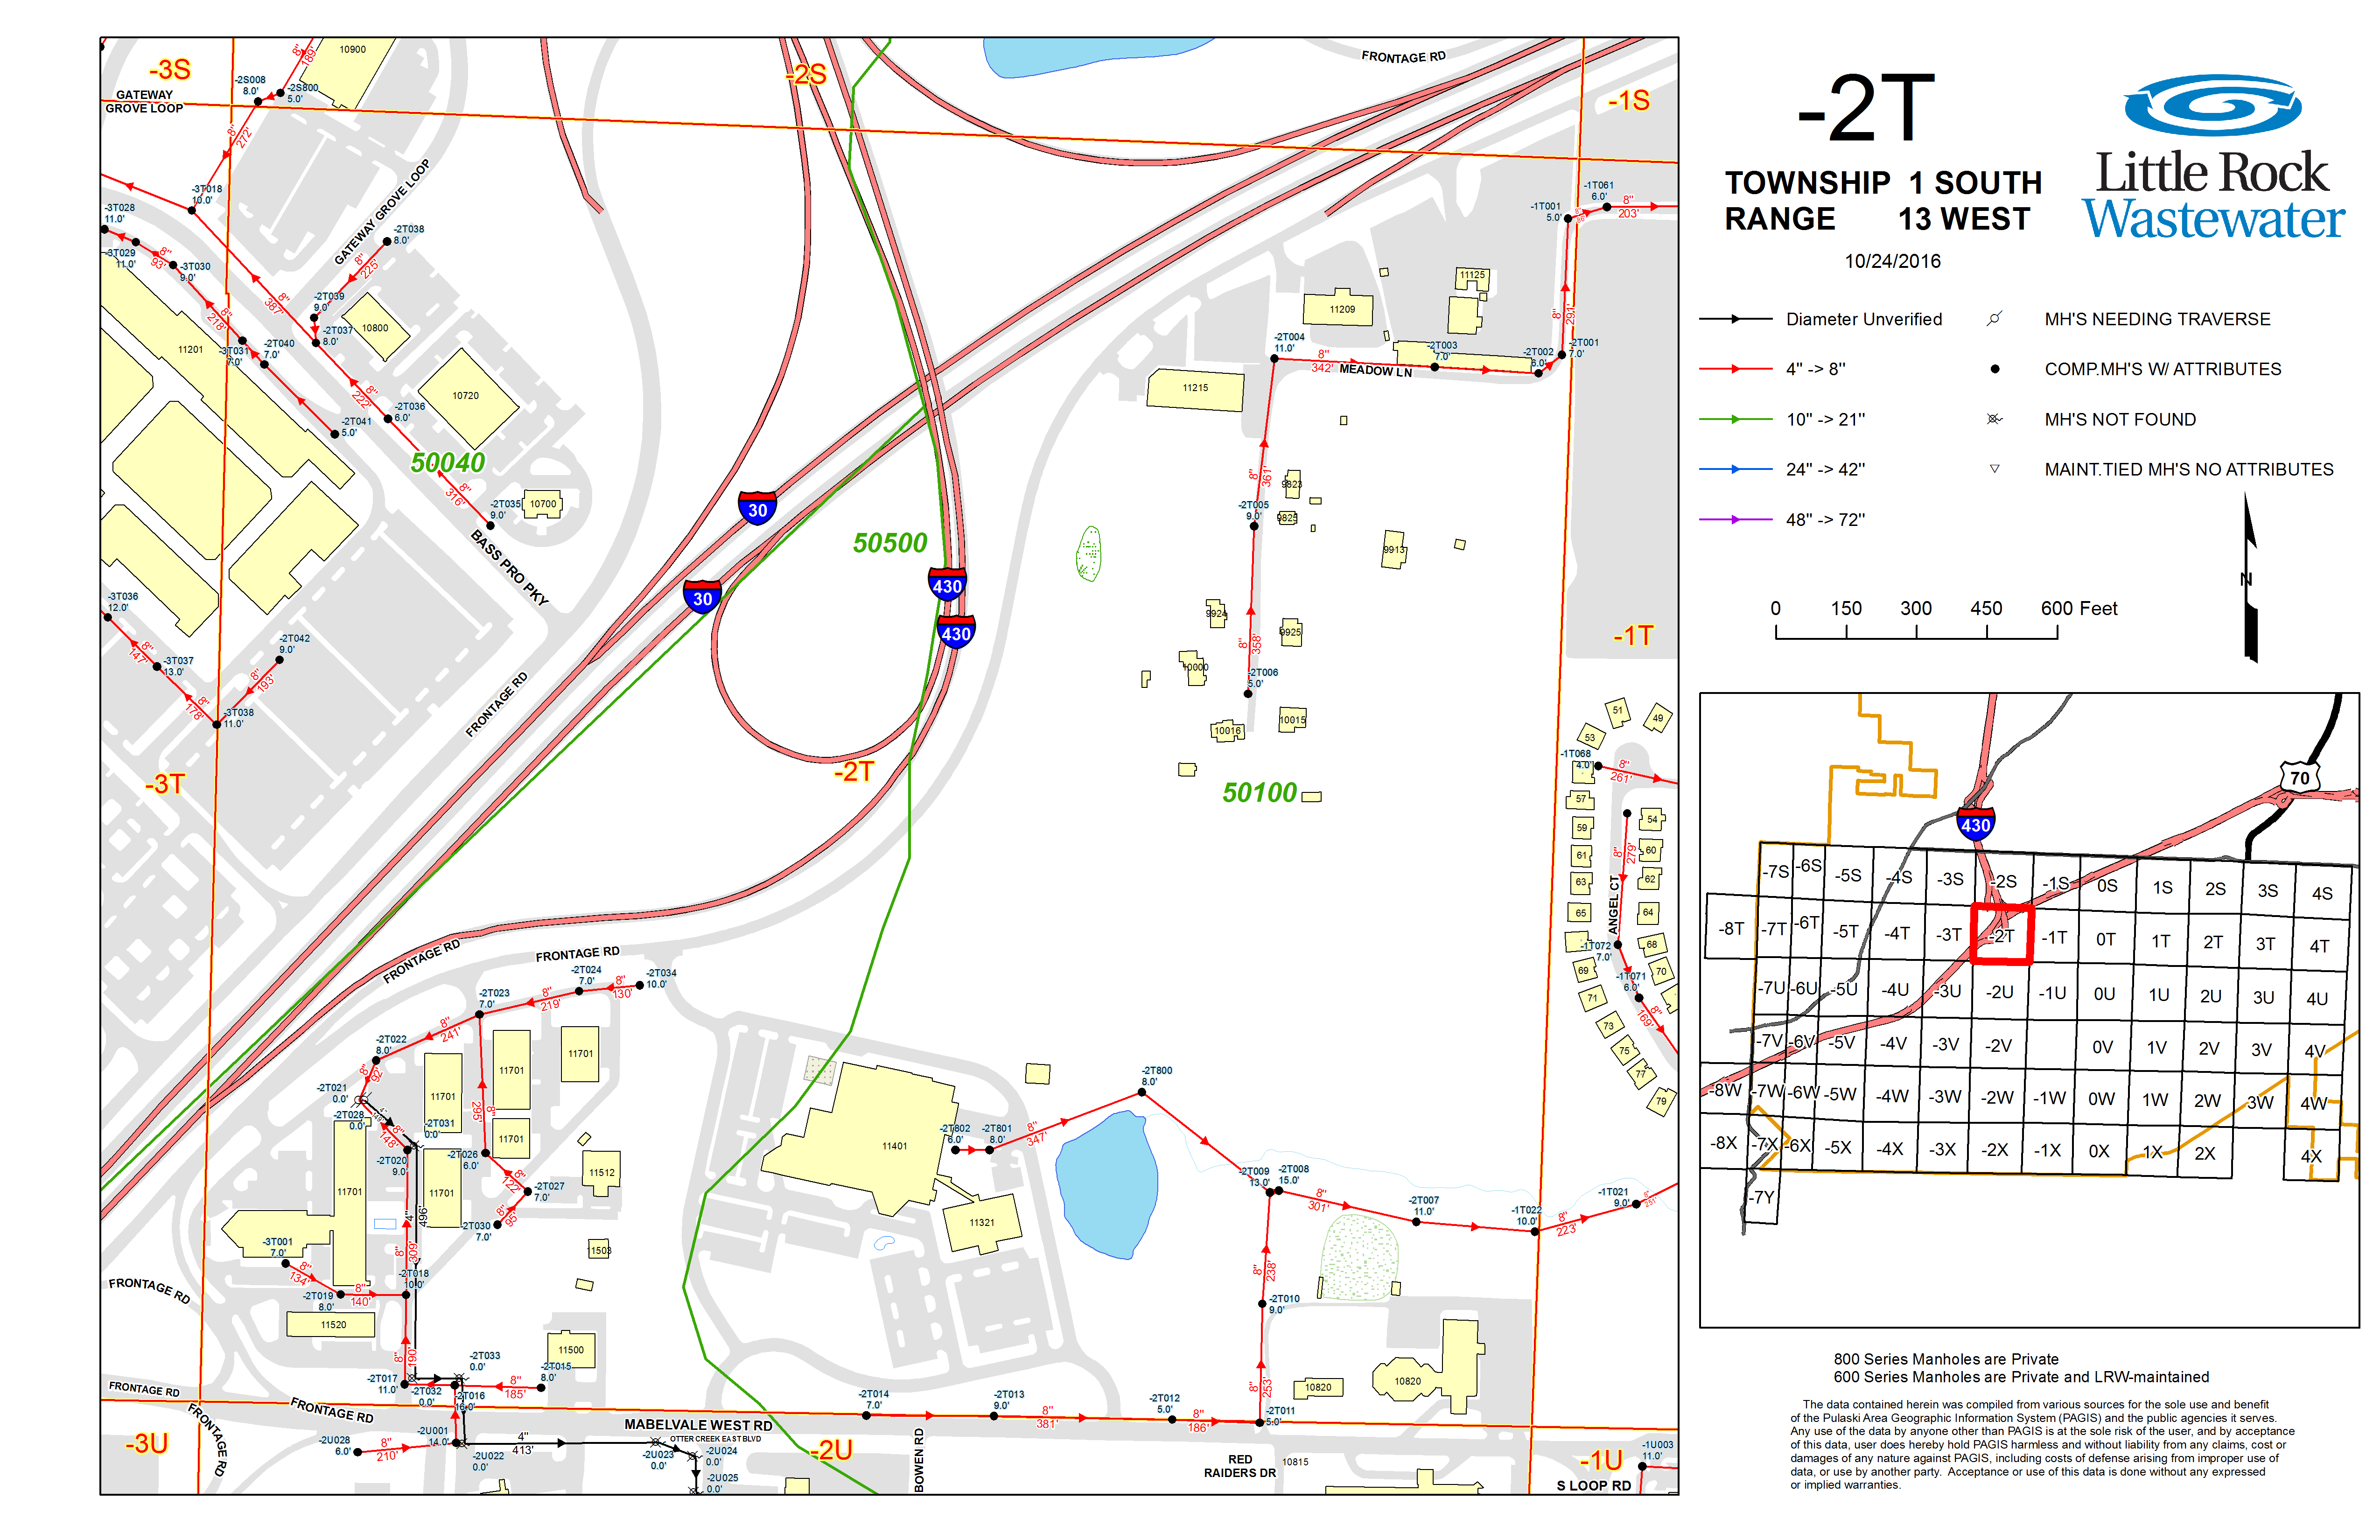 -2T
TOWNSHIP 1 SOUTH
RANGE 13 WEST
10/24/2016
Little Rock
Wastewater
Diameter Unverified
4" -> 8"
10" -> 21"
24" -> 42"
48" -> 72"
MH'S NEEDING TRAVERSE
COMP.MH'S W/ ATTRIBUTES
MH'S NOT FOUND
MAINT.TIED MH'S NO ATTRIBUTES
N
0 150 300 450 600 Feet
-3S
-2S
-1S
-3T
-2T
-1T
-3U
-2U
-1U
50040
50500
50100
30
30
430
430
GATEWAY
GROVE LOOP
GATEWAY GROVE LOOP
BASS PRO PKY
FRONTAGE RD
FRONTAGE RD
FRONTAGE RD
FRONTAGE RD
FRONTAGE RD
FRONTAGE RD
FRONTAGE RD
FRONTAGE RD
MEADOW LN
ANGEL CT
MABELVALE WEST RD
OTTER CREEK EAST BLVD
BOWEN RD
RED
RAIDERS DR
S LOOP RD
10900
-2S008
8.0'
-2S800
5.0'
8" 189'
8" 272'
-3T018
10.0'
-3T028
11.0'
-3T029
11.0'
8" 93'
-3T030
9.0'
8" 218'
8" 387'
-2T038
8.0'
8" 225'
-2T039
9.0'
-2T037
8.0'
10800
11201
-3T031
-2T040
7.0'
10720
8" 222'
-2T036
6.0'
-2T041
5.0'
8" 316'
-2T035
9.0'
10700
-3T036
12.0'
8" 147'
-3T037
13.0'
8" 178'
-2T042
9.0'
8" 193'
-3T038
11.0'
-1T061
6.0'
-1T001
5.0'
8" 203'
11125
11209
8" 291'
-2T004
11.0'
8" 342'
-2T003
7.0'
-2T002
6.0'
-2T001
7.0'
11215
8" 361'
9823
-2T005
9.0'
9825
9913
9924
9925
8" 358'
10000
-2T006
5.0'
10016
10015
51
49
53
-1T068
4.0'
8" 261'
57
54
59
60
61
8" 279'
62
63
65
64
-1T072
7.0'
68
69
-1T071
6.0'
70
71
8" 169'
73
75
77
79
-2T034
10.0'
-2T024
7.0'
8" 130'
8" 219'
-2T023
7.0'
8" 241'
-2T022
8.0'
8" 92'
-2T021
0.0'
-2T028
0.0'
8" 148'
-2T031
0.0'
-2T020
9.0'
11701
11701
11701
11701
11701
11701
8" 295'
-2T026
6.0'
8" 122'
-2T027
7.0'
8" 95'
-2T030
7.0'
11512
11503
4" 496'
8" 309'
-3T001
7.0'
8" 134'
-2T019
8.0'
8" 140'
-2T018
10.0'
11520
8" 190'
-2T017
11.0'
-2T032
0.0'
-2T033
0.0'
-2T016
16.0'
8" 185'
-2T015
8.0'
11500
-2U028
6.0'
8" 210'
-2U001
14.0'
-2U022
0.0'
4" 413'
-2U023
0.0'
-2U024
0.0'
-2U025
0.0'
11401
-2T802
6.0'
-2T801
8.0'
8" 347'
-2T800
8.0'
11321
-2T009
13.0'
-2T008
15.0'
8" 301'
-2T007
11.0'
-1T022
10.0'
8" 223'
-1T021
9.0'
8" 238'
-2T010
9.0'
8" 253'
-2T011
5.0'
8" 186'
-2T012
5.0'
8" 381'
-2T013
9.0'
-2T014
7.0'
10820
10820
10815
-1U003
11.0'
70
430
-7S -6S -5S -4S -3S -2S -1S 0S 1S 2S 3S 4S
-8T -7T -6T -5T -4T -3T -2T -1T 0T 1T 2T 3T 4T
-7U -6U -5U -4U -3U -2U -1U 0U 1U 2U 3U 4U
-7V -6V -5V -4V -3V -2V 0V 1V 2V 3V 4V
-8W -7W -6W -5W -4W -3W -2W -1W 0W 1W 2W 3W 4W
-8X -7X -6X -5X -4X -3X -2X -1X 0X 1X 2X 4X
-7Y
800 Series Manholes are Private
600 Series Manholes are Private and LRW-maintained
The data contained herein was compiled from various sources for the sole use and benefit
of the Pulaski Area Geographic Information System (PAGIS) and the public agencies it serves.
Any use of the data by anyone other than PAGIS is at the sole risk of the user, and by acceptance
of this data, user does hereby hold PAGIS harmless and without liability from any claims, cost or
damages of any nature against PAGIS, including costs of defense arising from improper use of
data, or use by another party. Acceptance or use of this data is done without any expressed
or implied warranties.